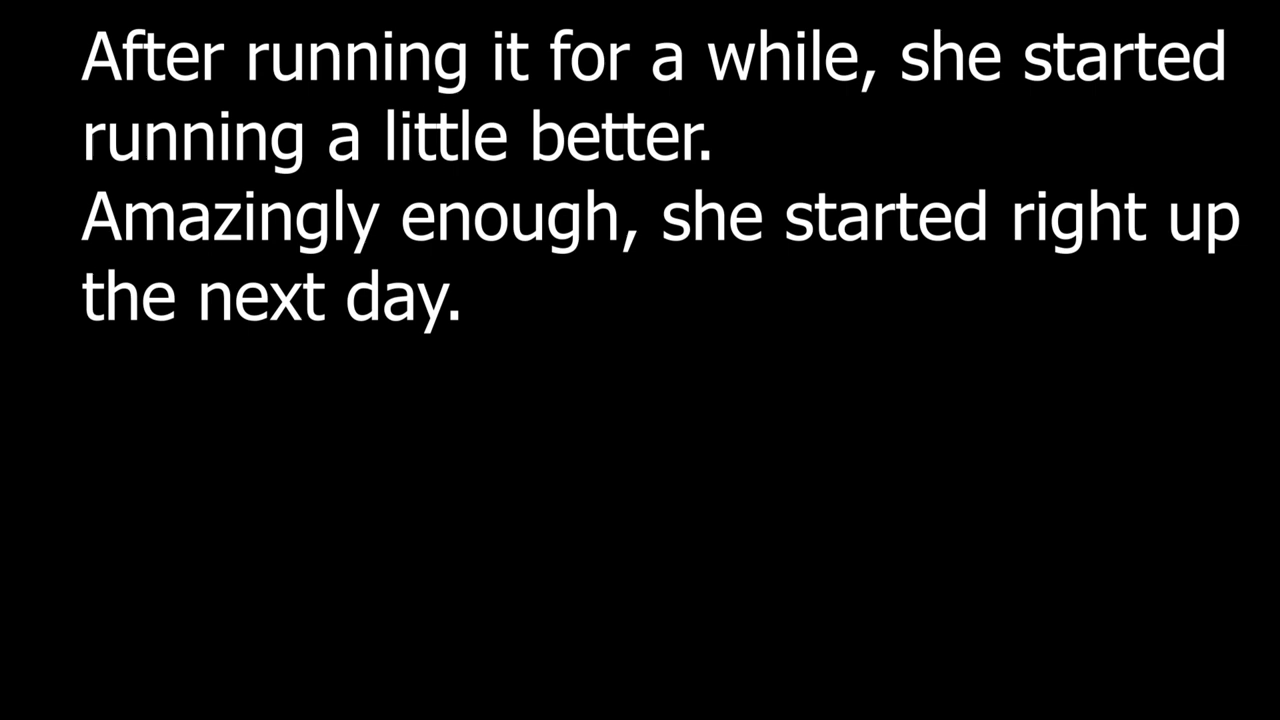 After running it for a while, she started
running a little better.
Amazingly enough, she started right up
the next day.